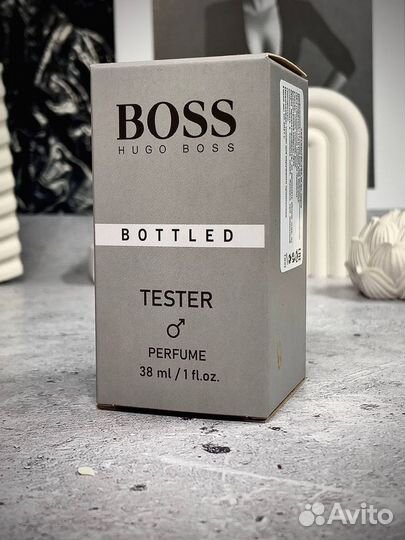 BOSS
HUGO BOSS
BOTTLED
TESTER
PERFUME
38 ml / 1 fl.oz.
Avito